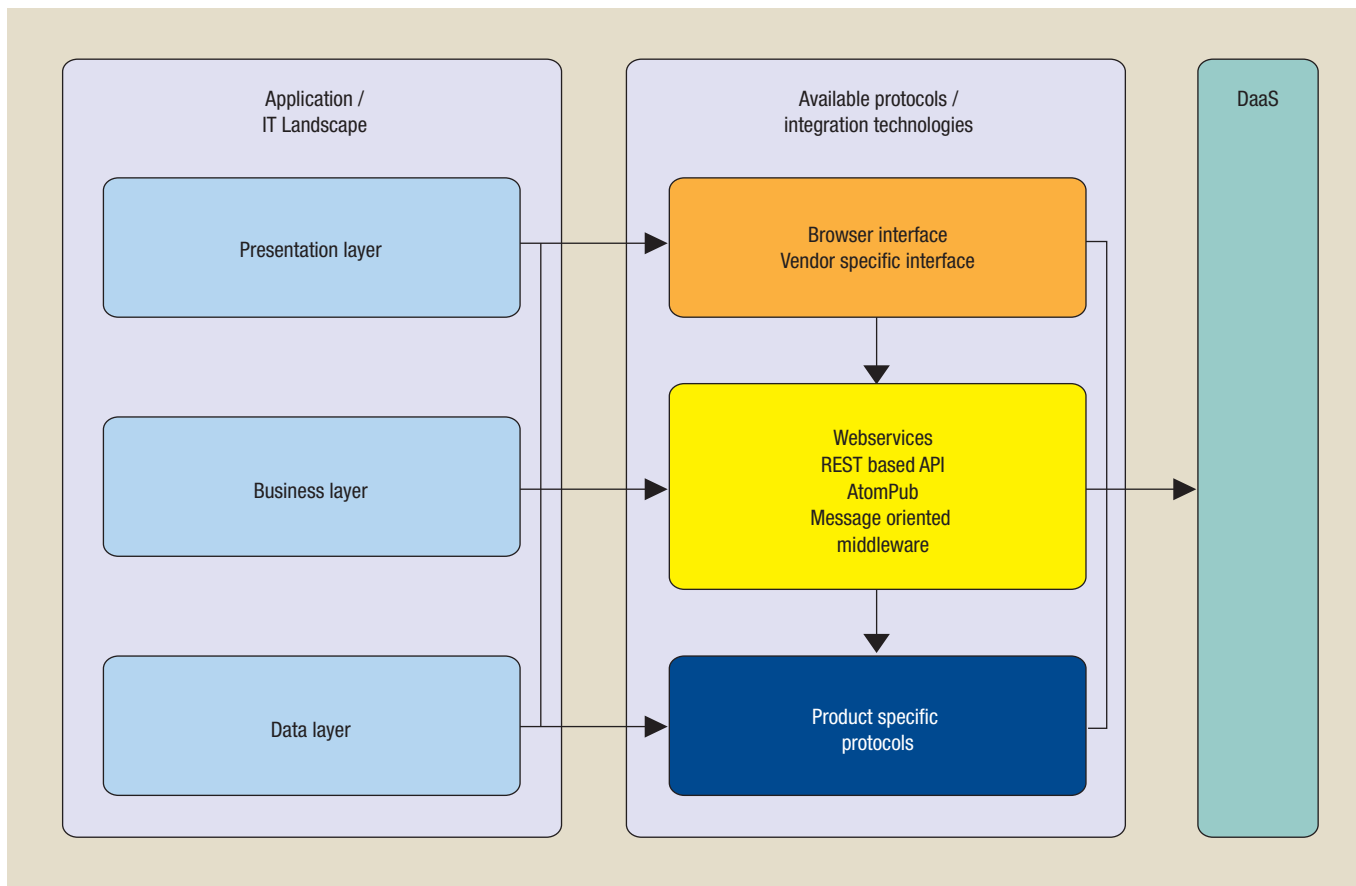 Application /
IT Landscape
Presentation layer
Business layer
Data layer
Available protocols /
integration technologies
Browser interface
Vendor specific interface
Webservices
REST based API
AtomPub
Message oriented
middleware
Product specific
protocols
DaaS